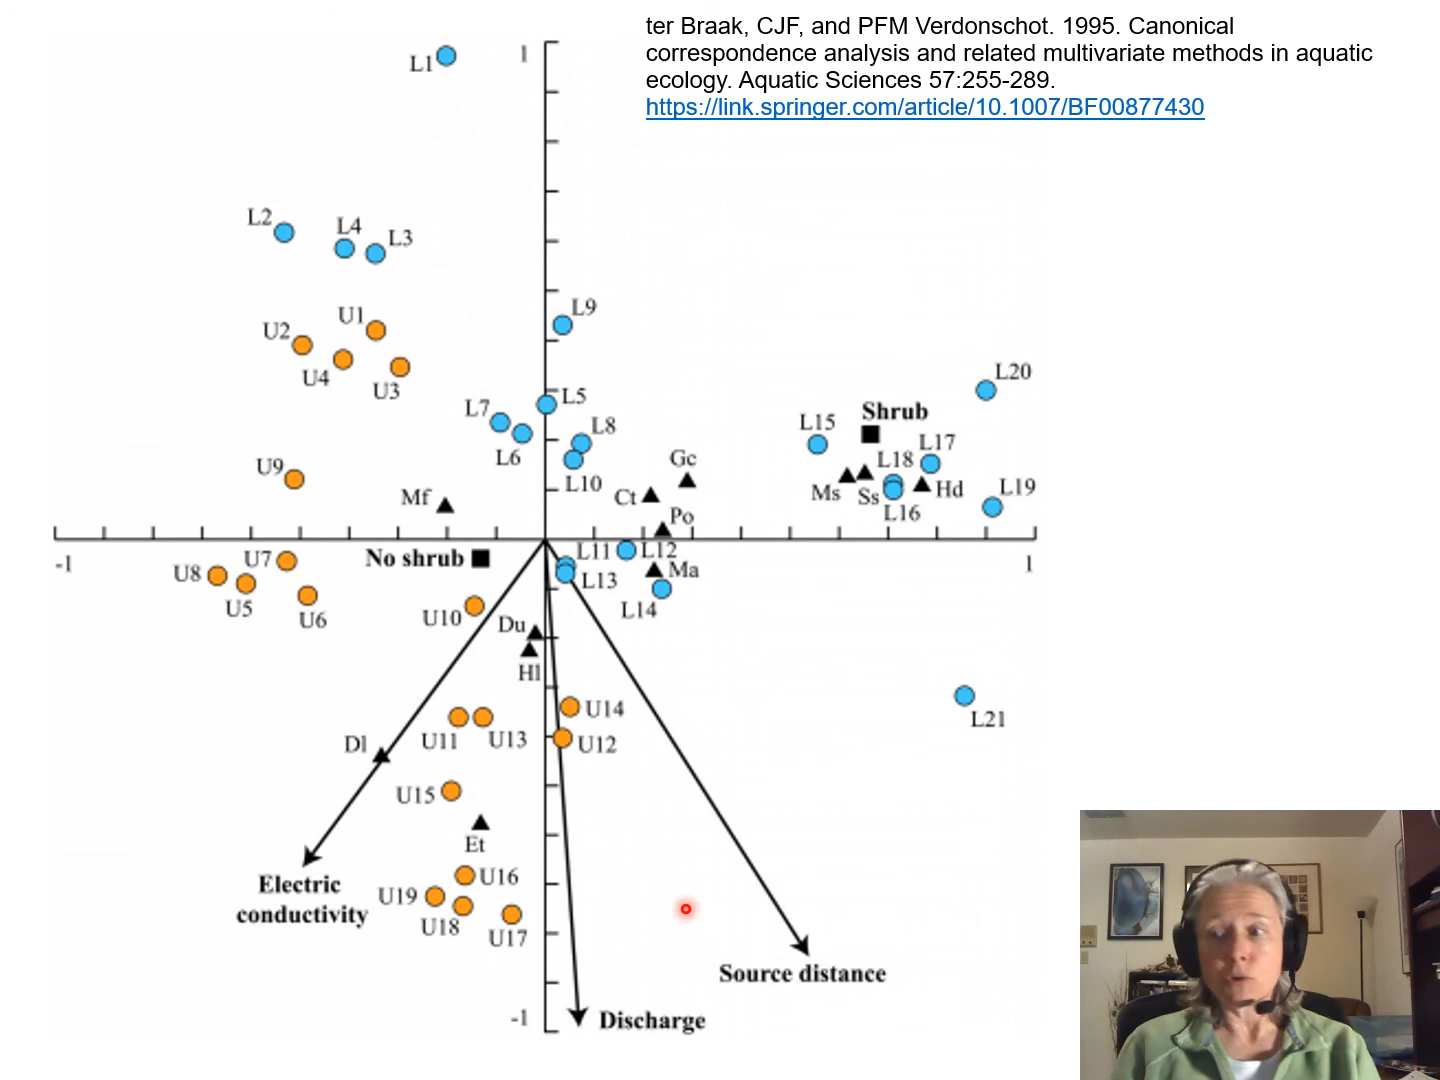 ter Braak, CJF, and PFM Verdonschot. 1995. Canonical
correspondence analysis and related multivariate methods in aquatic
ecology. Aquatic Sciences 57:255-289.
https://link.springer.com/article/10.1007/BF00877430
L1
1
L2
L4
L3
U1
L9
U2
U4
U3
L20
L5
L7
Shrub
L15
L8
L17
L6
Gc
L18
U9
L10
Ms
Ss
Hd
L19
Mf
Ct
L16
Po
-1
No shrub
U7
L11
L12
1
U8
Ma
L13
U5
U6
U10
L14
Du
Hl
U14
L21
Dl
U11
U13
U12
U15
Et
Electric
conductivity
U16
U19
U18
U17
Source distance
-1
Discharge